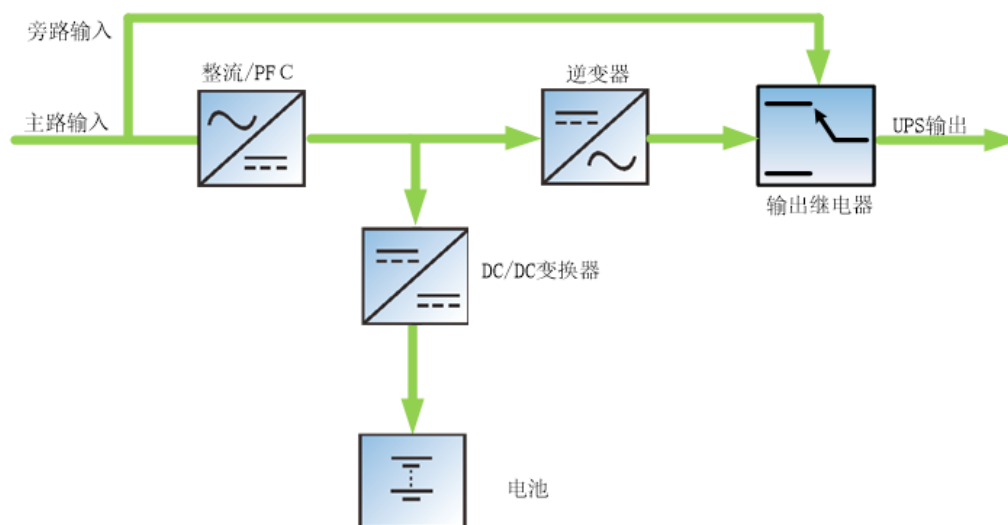 旁路输入
整流/PFC
逆变器
主路输入
UPS输出
输出继电器
DC/DC变换器
电池